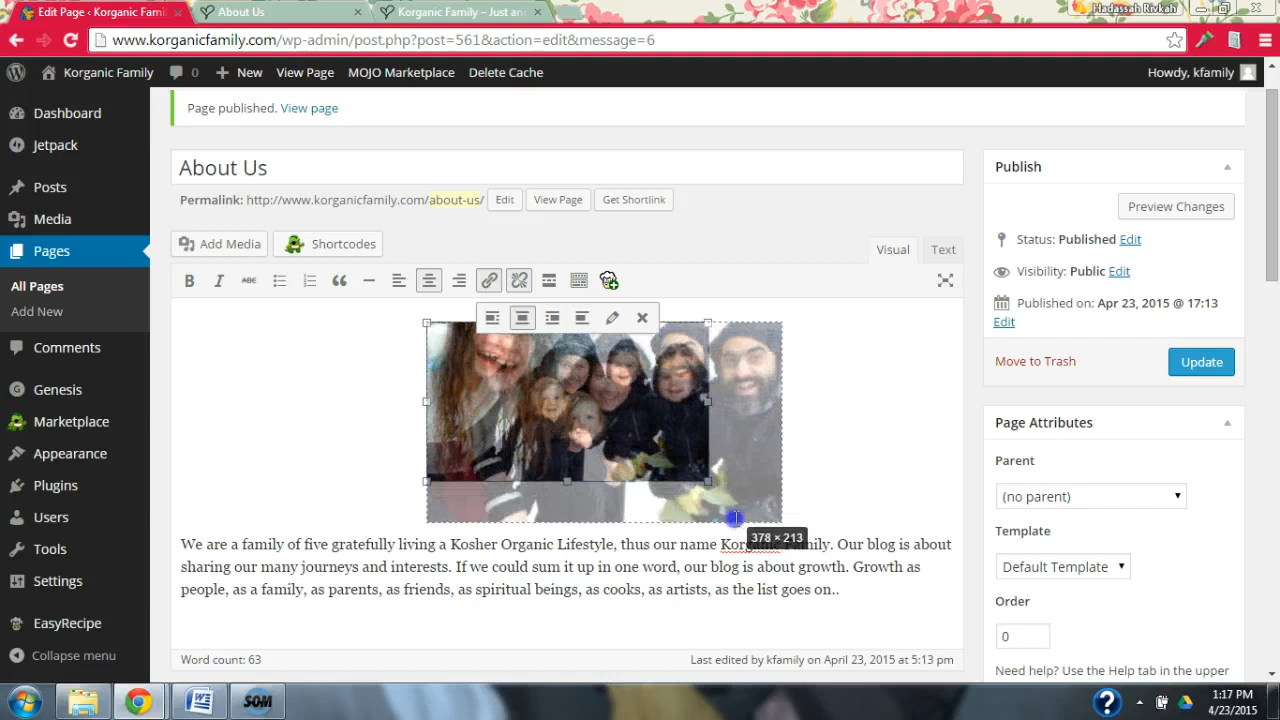 Edit Page ‹ Korganic Fami
About Us
Korganic Family – Just an
Hadassah Rivkah
www.korganicfamily.com/wp-admin/post.php?post=561&action=edit&message=6
Korganic Family
0
New
View Page
MOJO Marketplace
Delete Cache
Howdy, kfamily
Dashboard
Jetpack
Posts
Media
Pages
All Pages
Add New
Comments
Genesis
Marketplace
Appearance
Plugins
Users
Tools
Settings
EasyRecipe
Collapse menu
Page published. View page
About Us
Permalink: http://www.korganicfamily.com/about-us/ Edit View Page Get Shortlink
Add Media
Shortcodes
Visual
Text
B I ABC
378 × 213
We are a family of five gratefully living a Kosher Organic Lifestyle, thus our name Korganic Family. Our blog is about
sharing our many journeys and interests. If we could sum it up in one word, our blog is about growth. Growth as
people, as a family, as parents, as friends, as spiritual beings, as cooks, as artists, as the list goes on..
Word count: 63
Last edited by kfamily on April 23, 2015 at 5:13 pm
Publish
Preview Changes
Status: Published Edit
Visibility: Public Edit
Published on: Apr 23, 2015 @ 17:13
Edit
Move to Trash
Update
Page Attributes
Parent
(no parent)
Template
Default Template
Order
0
Need help? Use the Help tab in the upper
SOM
1:17 PM
4/23/2015